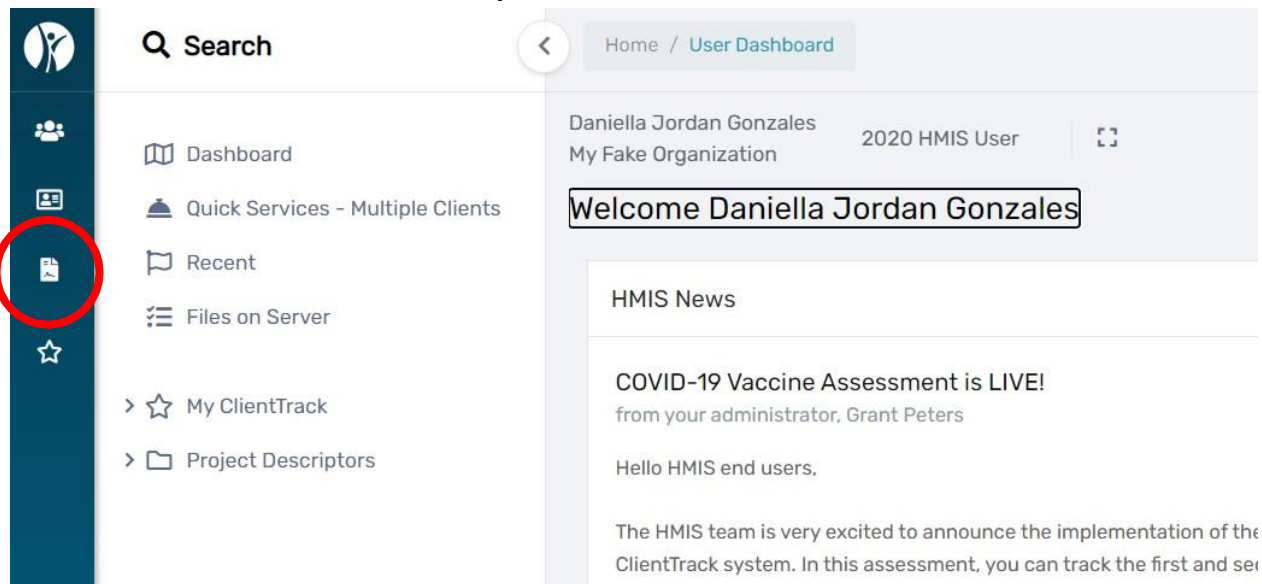 Search
Home / User Dashboard
Daniella Jordan Gonzales
My Fake Organization
2020 HMIS User
Welcome Daniella Jordan Gonzales
Dashboard
Quick Services - Multiple Clients
Recent
Files on Server
My ClientTrack
Project Descriptors
HMIS News
COVID-19 Vaccine Assessment is LIVE!
from your administrator, Grant Peters
Hello HMIS end users,
The HMIS team is very excited to announce the implementation of the
ClientTrack system. In this assessment, you can track the first and